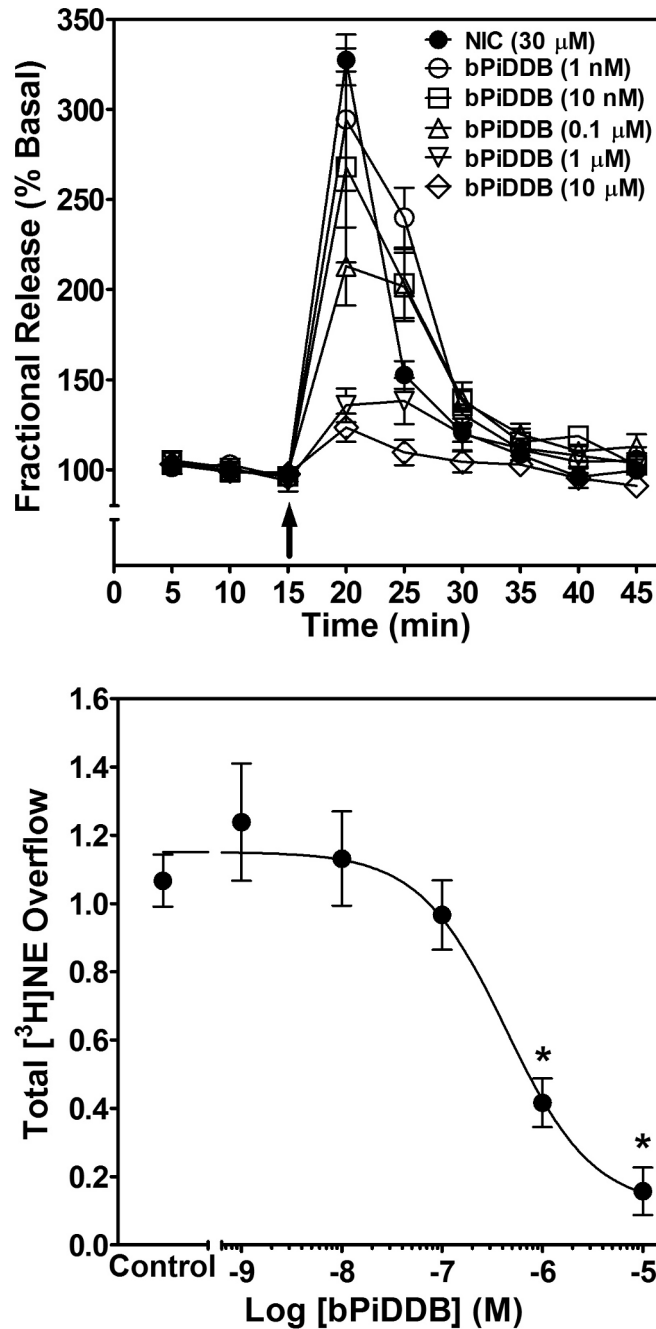 350
300
250
200
150
100
Fractional Release (% Basal)
NIC (30 μM)
bPiDDB (1 nM)
bPiDDB (10 nM)
bPiDDB (0.1 μM)
bPiDDB (1 μM)
bPiDDB (10 μM)
0 5 10 15 20 25 30 35 40 45
Time (min)
1.6
1.4
1.2
1.0
0.8
0.6
0.4
0.2
0.0
Total [³H]NE Overflow
*
*
Control -9 -8 -7 -6 -5
Log [bPiDDB] (M)